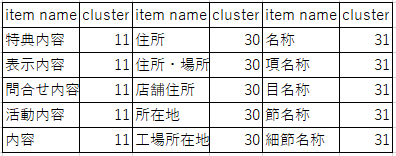 item name cluster item name cluster item name cluster
特典内容 11 住所 30 名称 31
表示内容 11 住所・場所 30 項名称 31
問合せ内容 11 店舗住所 30 目名称 31
活動内容 11 所在地 30 節名称 31
内容 11 工場所在地 30 細節名称 31